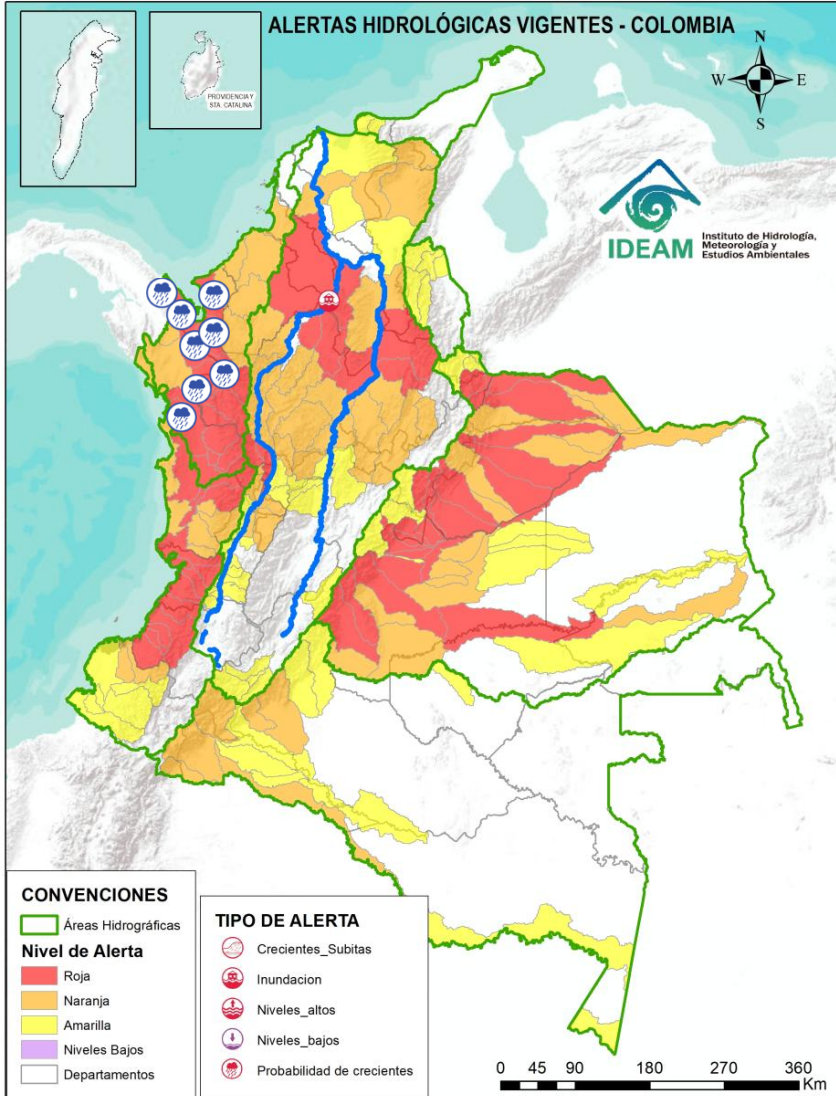 ALERTAS HIDROLÓGICAS VIGENTES - COLOMBIA
PROVIDENCIA Y
STA. CATALINA
N
W
E
S
IDEAM
Instituto de Hidrología,
Meteorología y
Estudios Ambientales
CONVENCIONES
Áreas Hidrográficas
Nivel de Alerta
Roja
Naranja
Amarilla
Niveles Bajos
Departamentos
TIPO DE ALERTA
Crecientes_Subitas
Inundacion
Niveles_altos
Niveles_bajos
Probabilidad de crecientes
0 45 90 180 270 360
Km